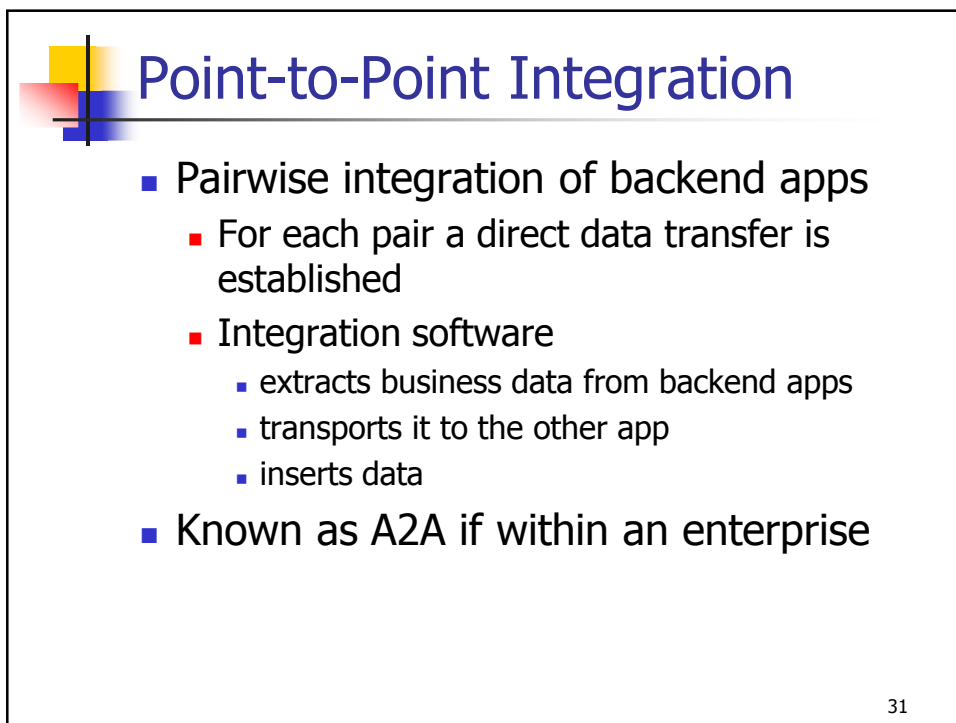 Point-to-Point Integration
Pairwise integration of backend apps
For each pair a direct data transfer is
established
Integration software
extracts business data from backend apps
transports it to the other app
inserts data
Known as A2A if within an enterprise
31